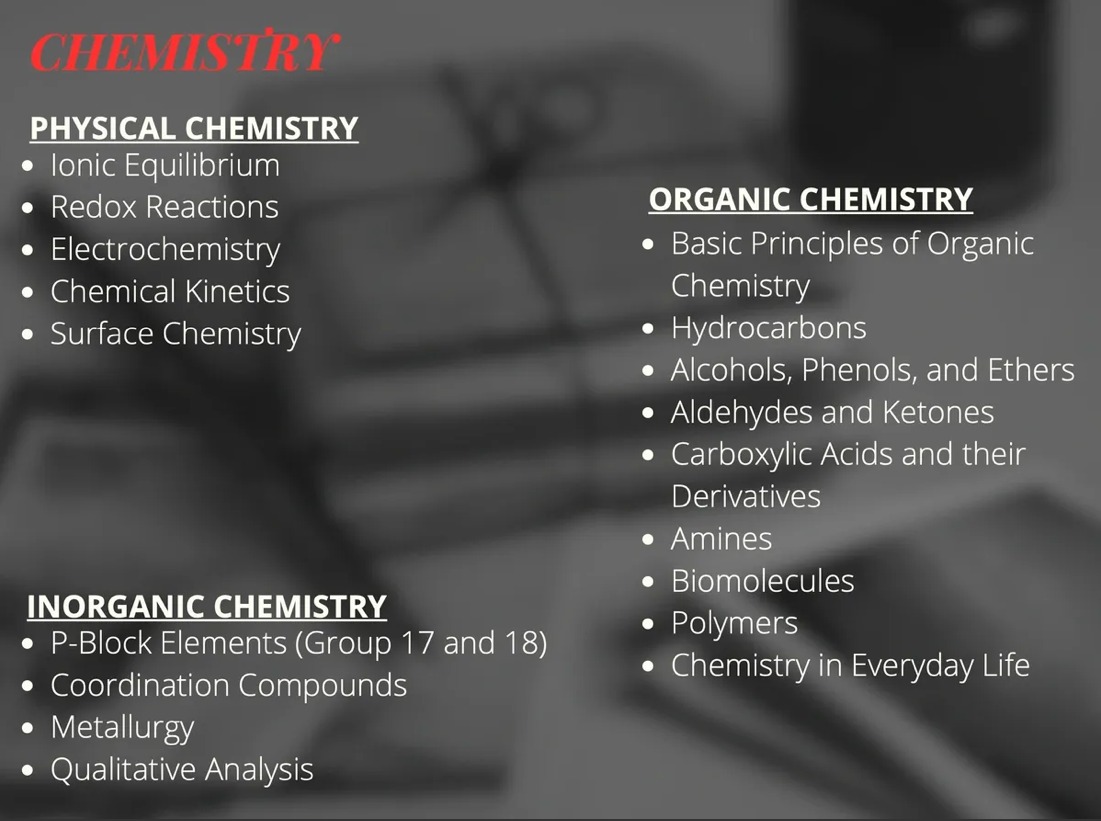 CHEMISTRY
PHYSICAL CHEMISTRY
• Ionic Equilibrium
• Redox Reactions
• Electrochemistry
• Chemical Kinetics
• Surface Chemistry
INORGANIC CHEMISTRY
• P-Block Elements (Group 17 and 18)
• Coordination Compounds
• Metallurgy
• Qualitative Analysis
ORGANIC CHEMISTRY
• Basic Principles of Organic
Chemistry
• Hydrocarbons
• Alcohols, Phenols, and Ethers
• Aldehydes and Ketones
• Carboxylic Acids and their
Derivatives
• Amines
• Biomolecules
• Polymers
• Chemistry in Everyday Life